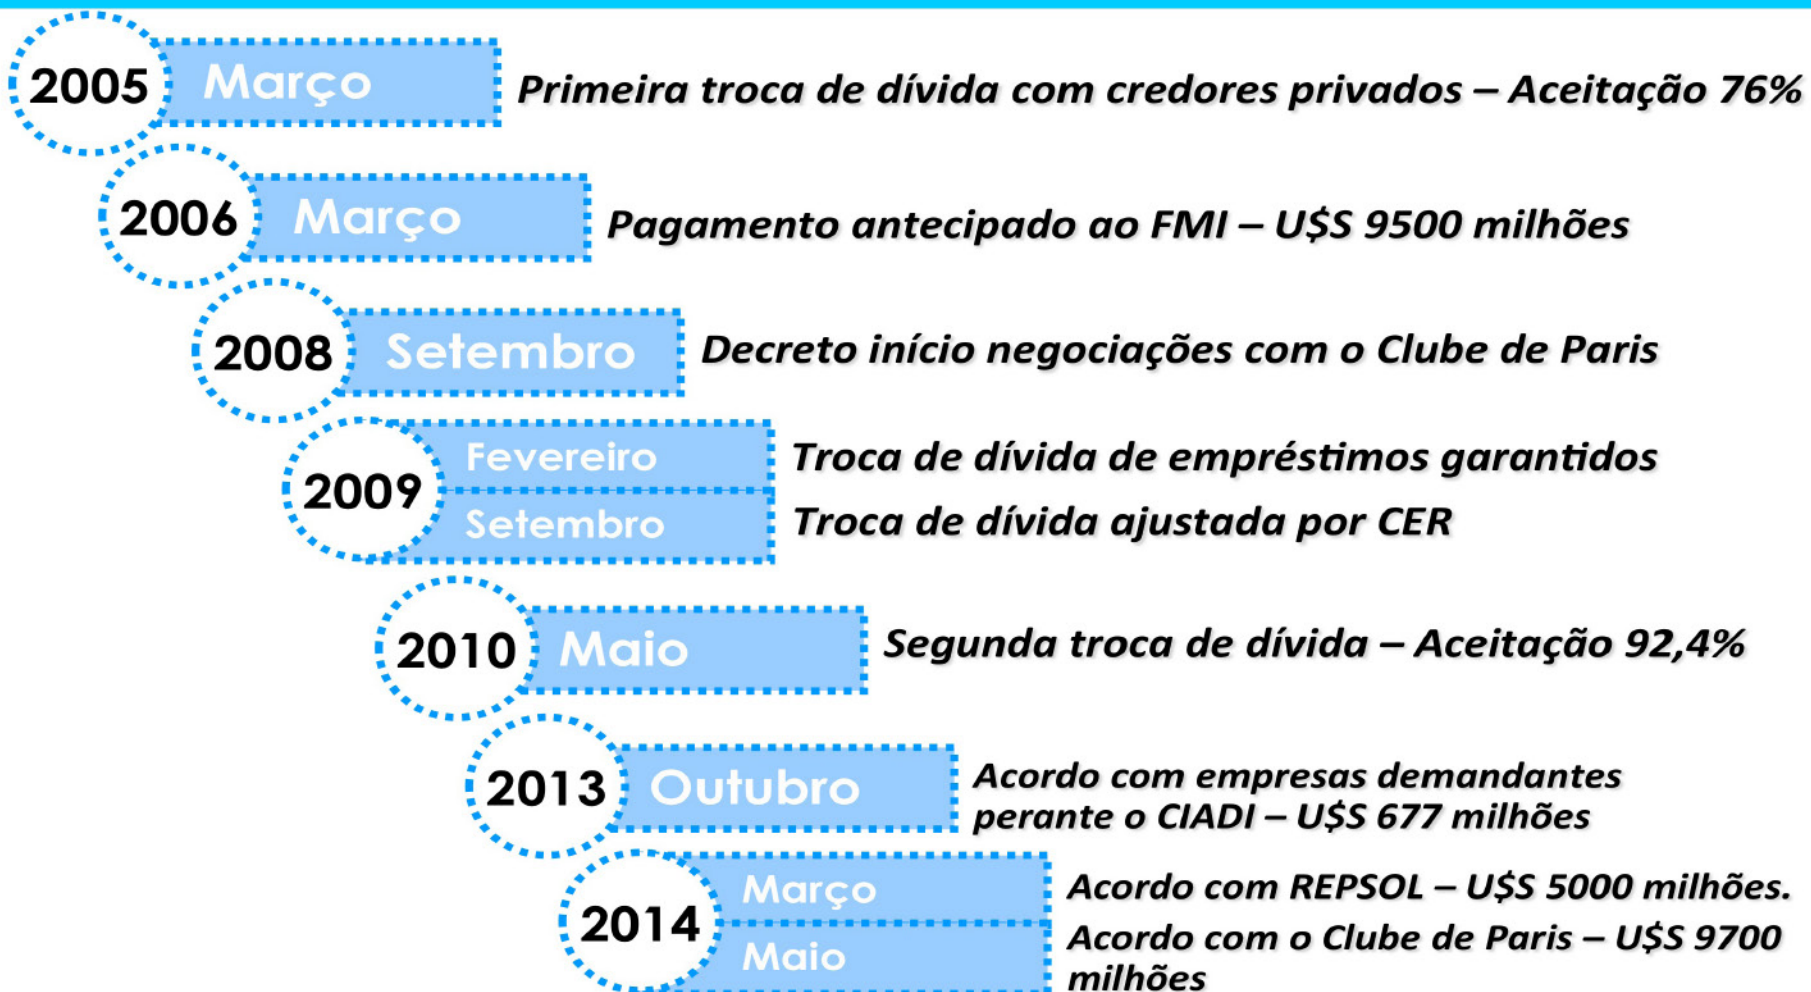 2005 Março Primeira troca de dívida com credores privados – Aceitação 76%
2006 Março Pagamento antecipado ao FMI – U$S 9500 milhões
2008 Setembro Decreto início negociações com o Clube de Paris
2009
Fevereiro Troca de dívida de empréstimos garantidos
Setembro Troca de dívida ajustada por CER
2010 Maio Segunda troca de dívida – Aceitação 92,4%
2013 Outubro Acordo com empresas demandantes
perante o CIADI – U$S 677 milhões
2014
Março Acordo com REPSOL – U$S 5000 milhões.
Maio Acordo com o Clube de Paris – U$S 9700
milhões